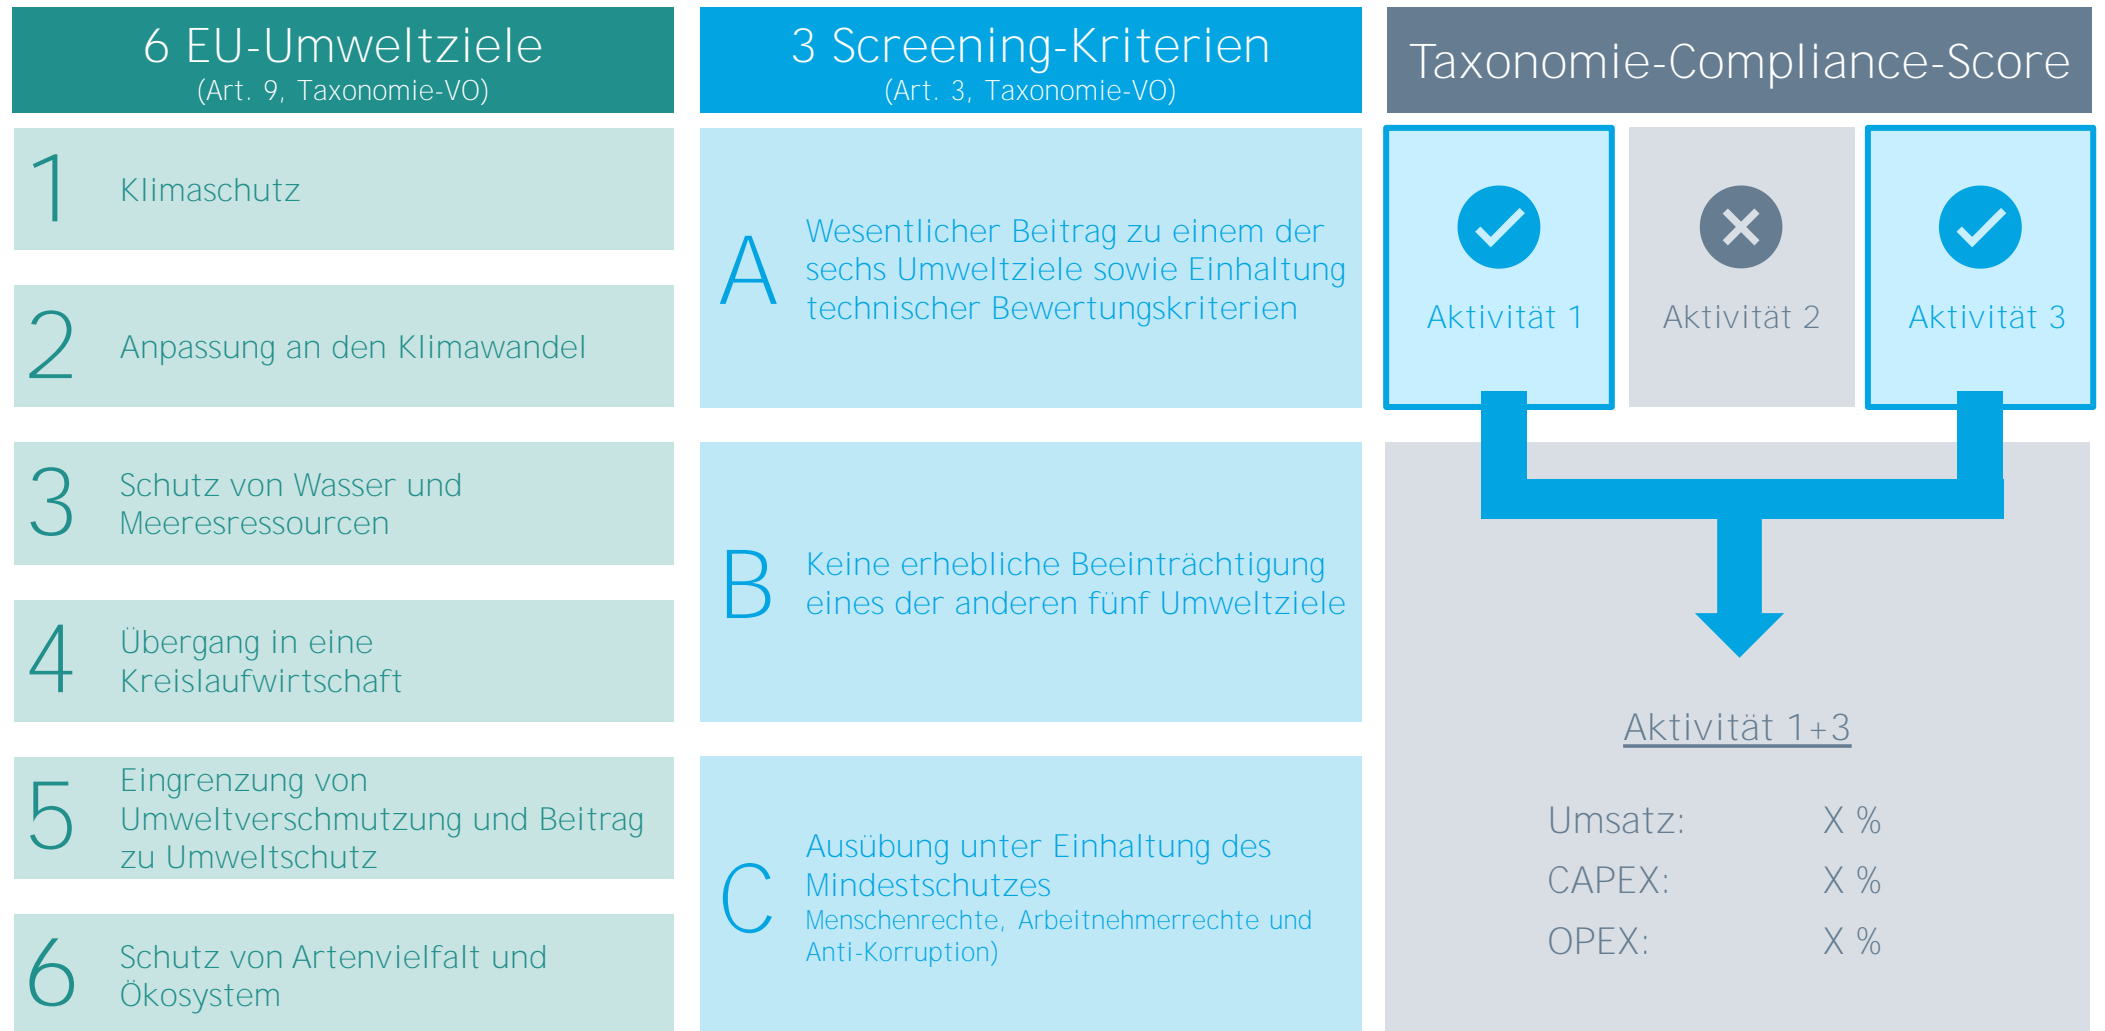 6 EU-Umweltziele
(Art. 9, Taxonomie-VO)
1
Klimaschutz
2
Anpassung an den Klimawandel
3
Schutz von Wasser und
Meeresressourcen
4
Übergang in eine
Kreislaufwirtschaft
5
Eingrenzung von
Umweltverschmutzung und Beitrag
zu Umweltschutz
6
Schutz von Artenvielfalt und
Ökosystem
3 Screening-Kriterien
(Art. 3, Taxonomie-VO)
A
Wesentlicher Beitrag zu einem der
sechs Umweltziele sowie Einhaltung
technischer Bewertungskriterien
B
Keine erhebliche Beeinträchtigung
eines der anderen fünf Umweltziele
C
Ausübung unter Einhaltung des
Mindestschutzes
Menschenrechte, Arbeitnehmerrechte und
Anti-Korruption)
Taxonomie-Compliance-Score
Aktivität 1
Aktivität 2
Aktivität 3
Aktivität 1+3
Umsatz: X %
CAPEX: X %
OPEX: X %